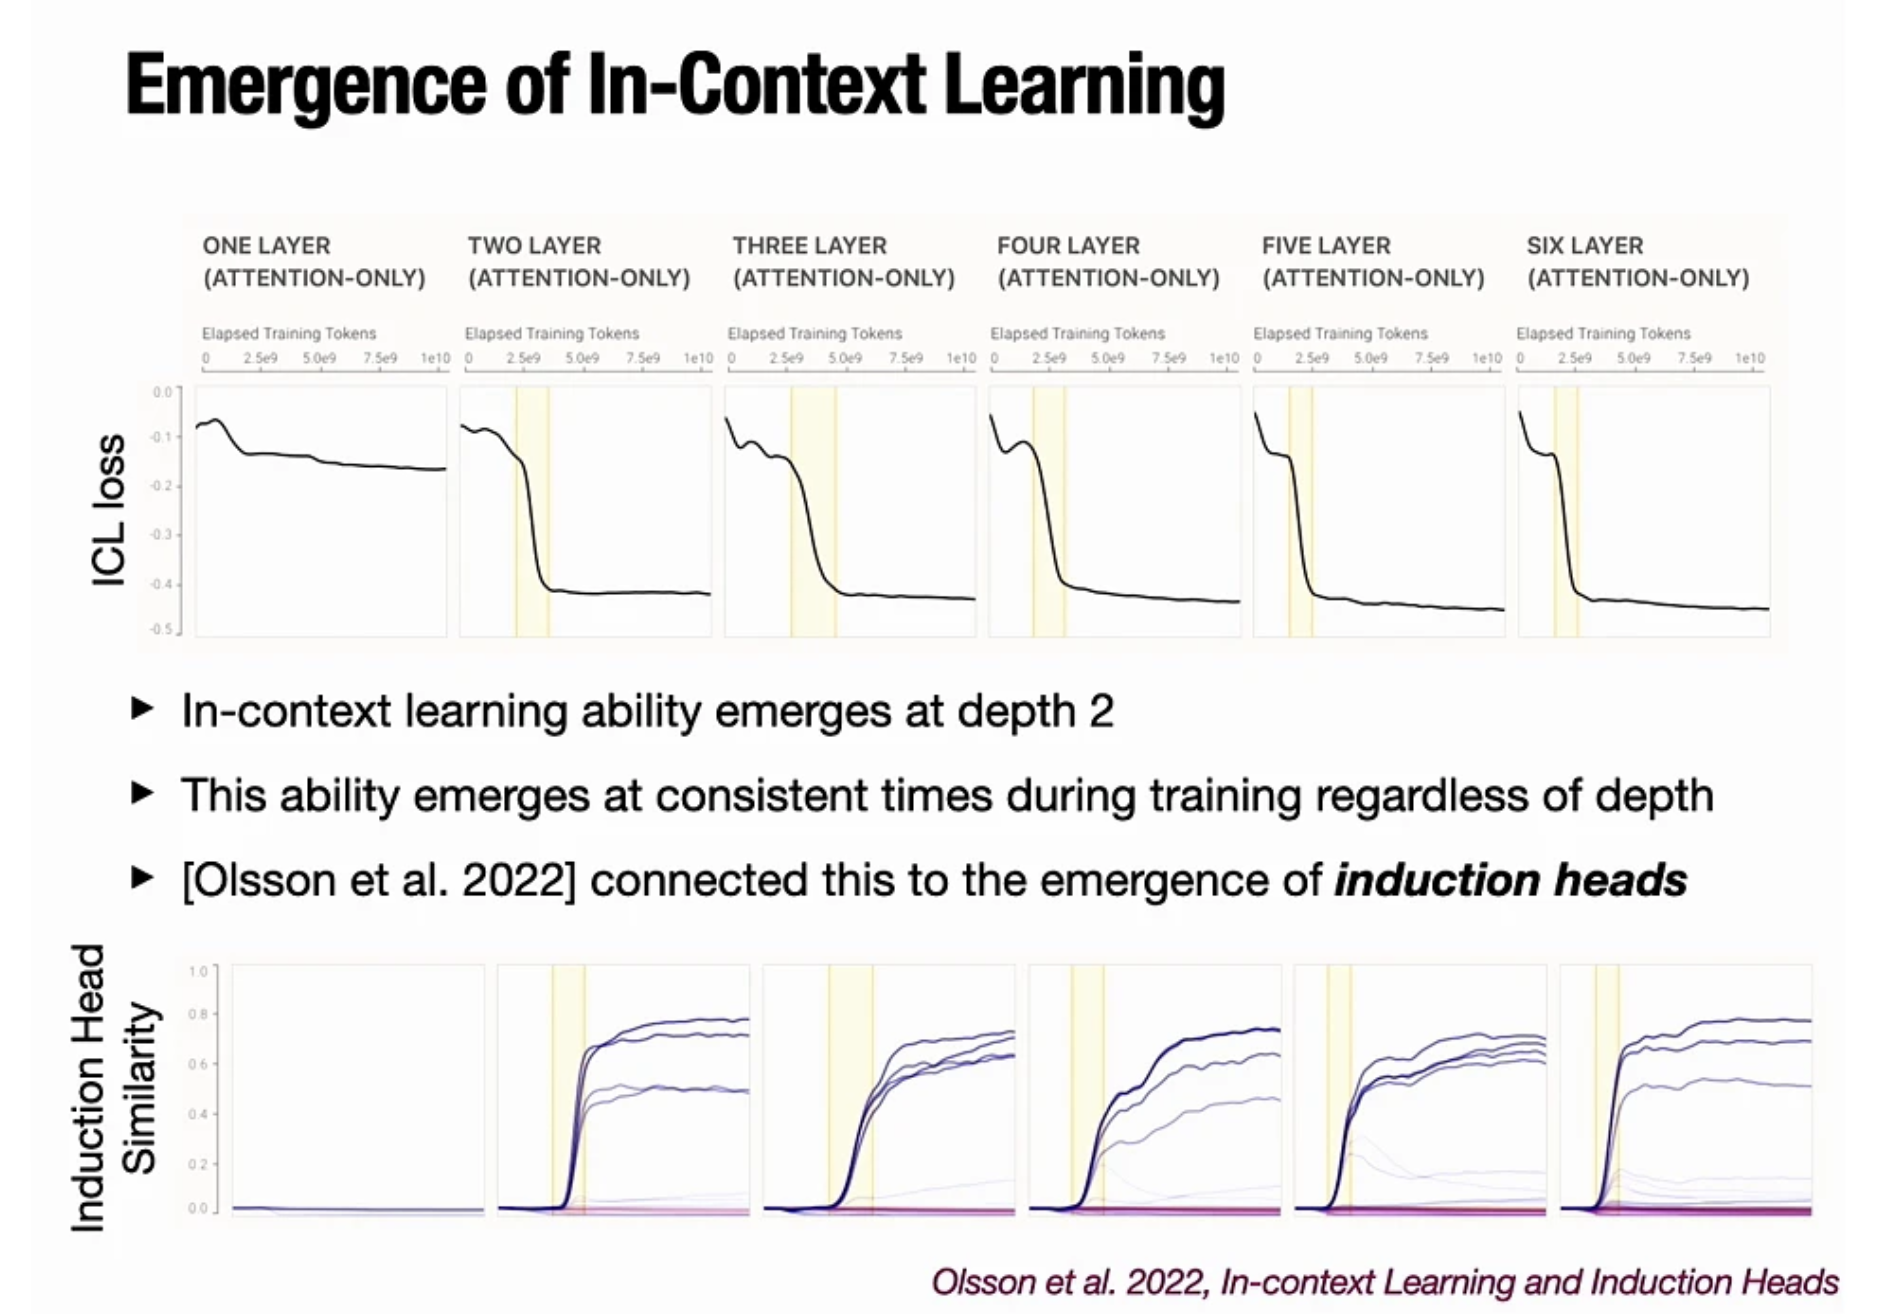 Emergence of In-Context Learning
ONE LAYER
(ATTENTION-ONLY)
TWO LAYER
(ATTENTION-ONLY)
THREE LAYER
(ATTENTION-ONLY)
FOUR LAYER
(ATTENTION-ONLY)
FIVE LAYER
(ATTENTION-ONLY)
SIX LAYER
(ATTENTION-ONLY)
Elapsed Training Tokens
0 2.5e9 5.0e9 7.5e9 1e10
Elapsed Training Tokens
0 2.5e9 5.0e9 7.5e9 1e10
Elapsed Training Tokens
0 2.5e9 5.0e9 7.5e9 1e10
Elapsed Training Tokens
0 2.5e9 5.0e9 7.5e9 1e10
Elapsed Training Tokens
0 2.5e9 5.0e9 7.5e9 1e10
Elapsed Training Tokens
0 2.5e9 5.0e9 7.5e9 1e10
ICL loss
0.0
-0.1
-0.2
-0.3
-0.4
-0.5
► In-context learning ability emerges at depth 2
► This ability emerges at consistent times during training regardless of depth
► [Olsson et al. 2022] connected this to the emergence of induction heads
Induction Head
Similarity
1.0
0.8
0.6
0.4
0.2
0.0
Olsson et al. 2022, In-context Learning and Induction Heads